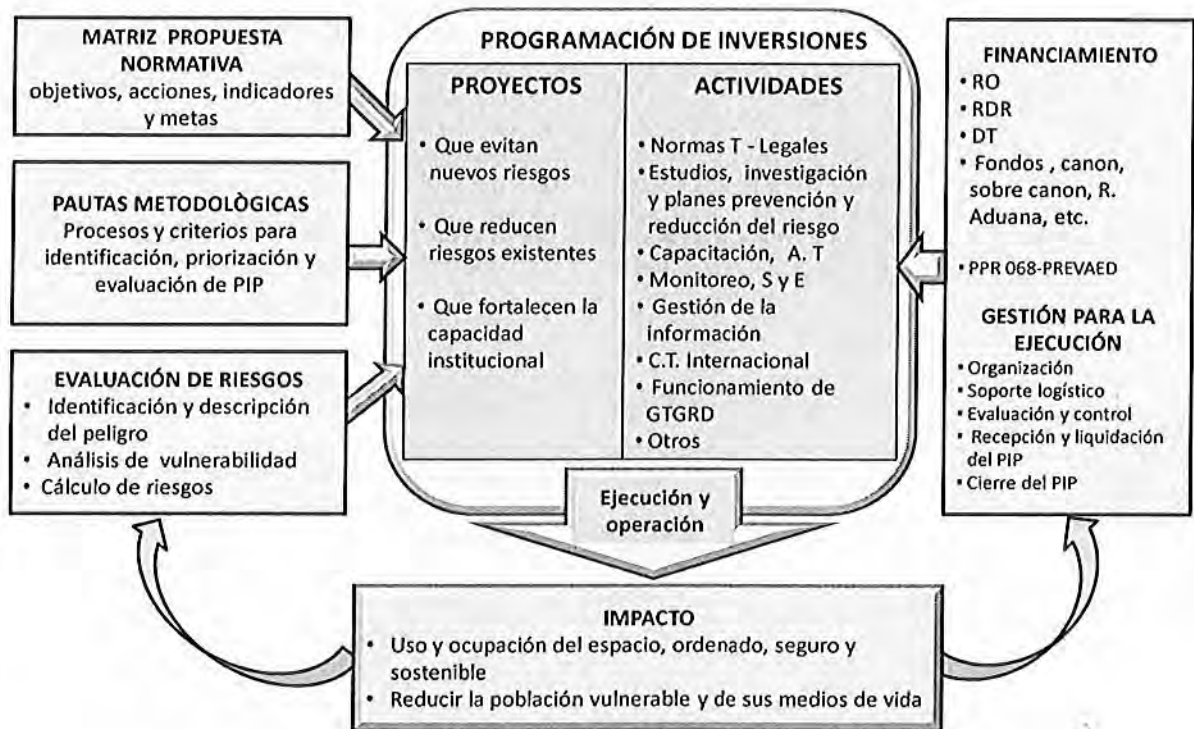 MATRIZ PROPUESTA
NORMATIVA
objetivos, acciones, indicadores
y metas
PAUTAS METODOLÒGICAS
Procesos y criterios para
identificación, priorización y
evaluación de PIP
EVALUACIÓN DE RIESGOS
• Identificación y descripción
del peligro
• Análisis de vulnerabilidad
• Cálculo de riesgos
PROGRAMACIÓN DE INVERSIONES
PROYECTOS
• Que evitan
nuevos riesgos
• Que reducen
riesgos existentes
• Que fortalecen la
capacidad
institucional
ACTIVIDADES
• Normas T - Legales
• Estudios, investigación
y planes prevención y
reducción del riesgo
• Capacitación, A. T
• Monitoreo, S y E
• Gestión de la
información
• C.T. Internacional
• Funcionamiento de
GTGRD
• Otros
Ejecución y
operación
FINANCIAMIENTO
• RO
• RDR
• DT
• Fondos , canon,
sobre canon, R.
Aduana, etc.
• PPR 068-PREVAED
GESTIÓN PARA LA
EJECUCIÓN
• Organización
• Soporte logístico
• Evaluación y control
• Recepción y liquidación
del PIP
• Cierre del PIP
IMPACTO
• Uso y ocupación del espacio, ordenado, seguro y
sostenible
• Reducir la población vulnerable y de sus medios de vida